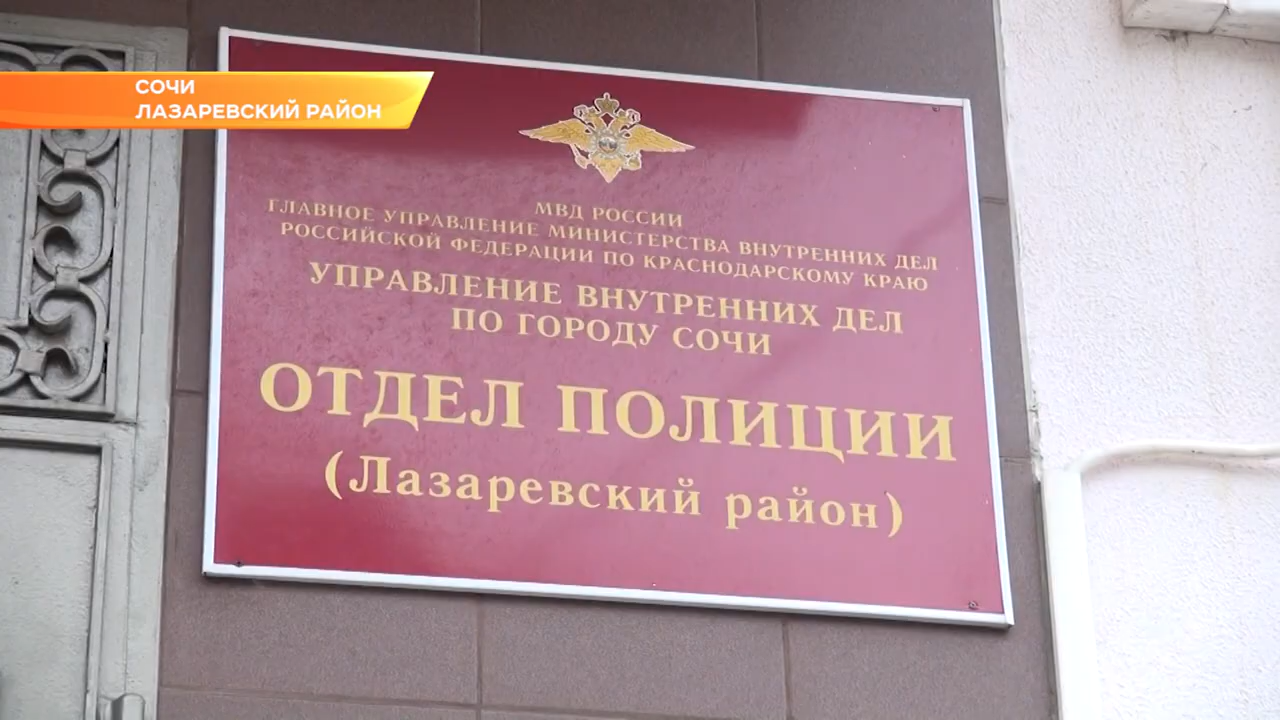 СОЧИ
ЛАЗАРЕВСКИЙ РАЙОН
МВД РОССИИ
ГЛАВНОЕ УПРАВЛЕНИЕ МИНИСТЕРСТВА ВНУТРЕННИХ ДЕЛ
РОССИЙСКОЙ ФЕДЕРАЦИИ ПО КРАСНОДАРСКОМУ КРАЮ
УПРАВЛЕНИЕ ВНУТРЕННИХ ДЕЛ
ПО ГОРОДУ СОЧИ
ОТДЕЛ ПОЛИЦИИ
(Лазаревский район)